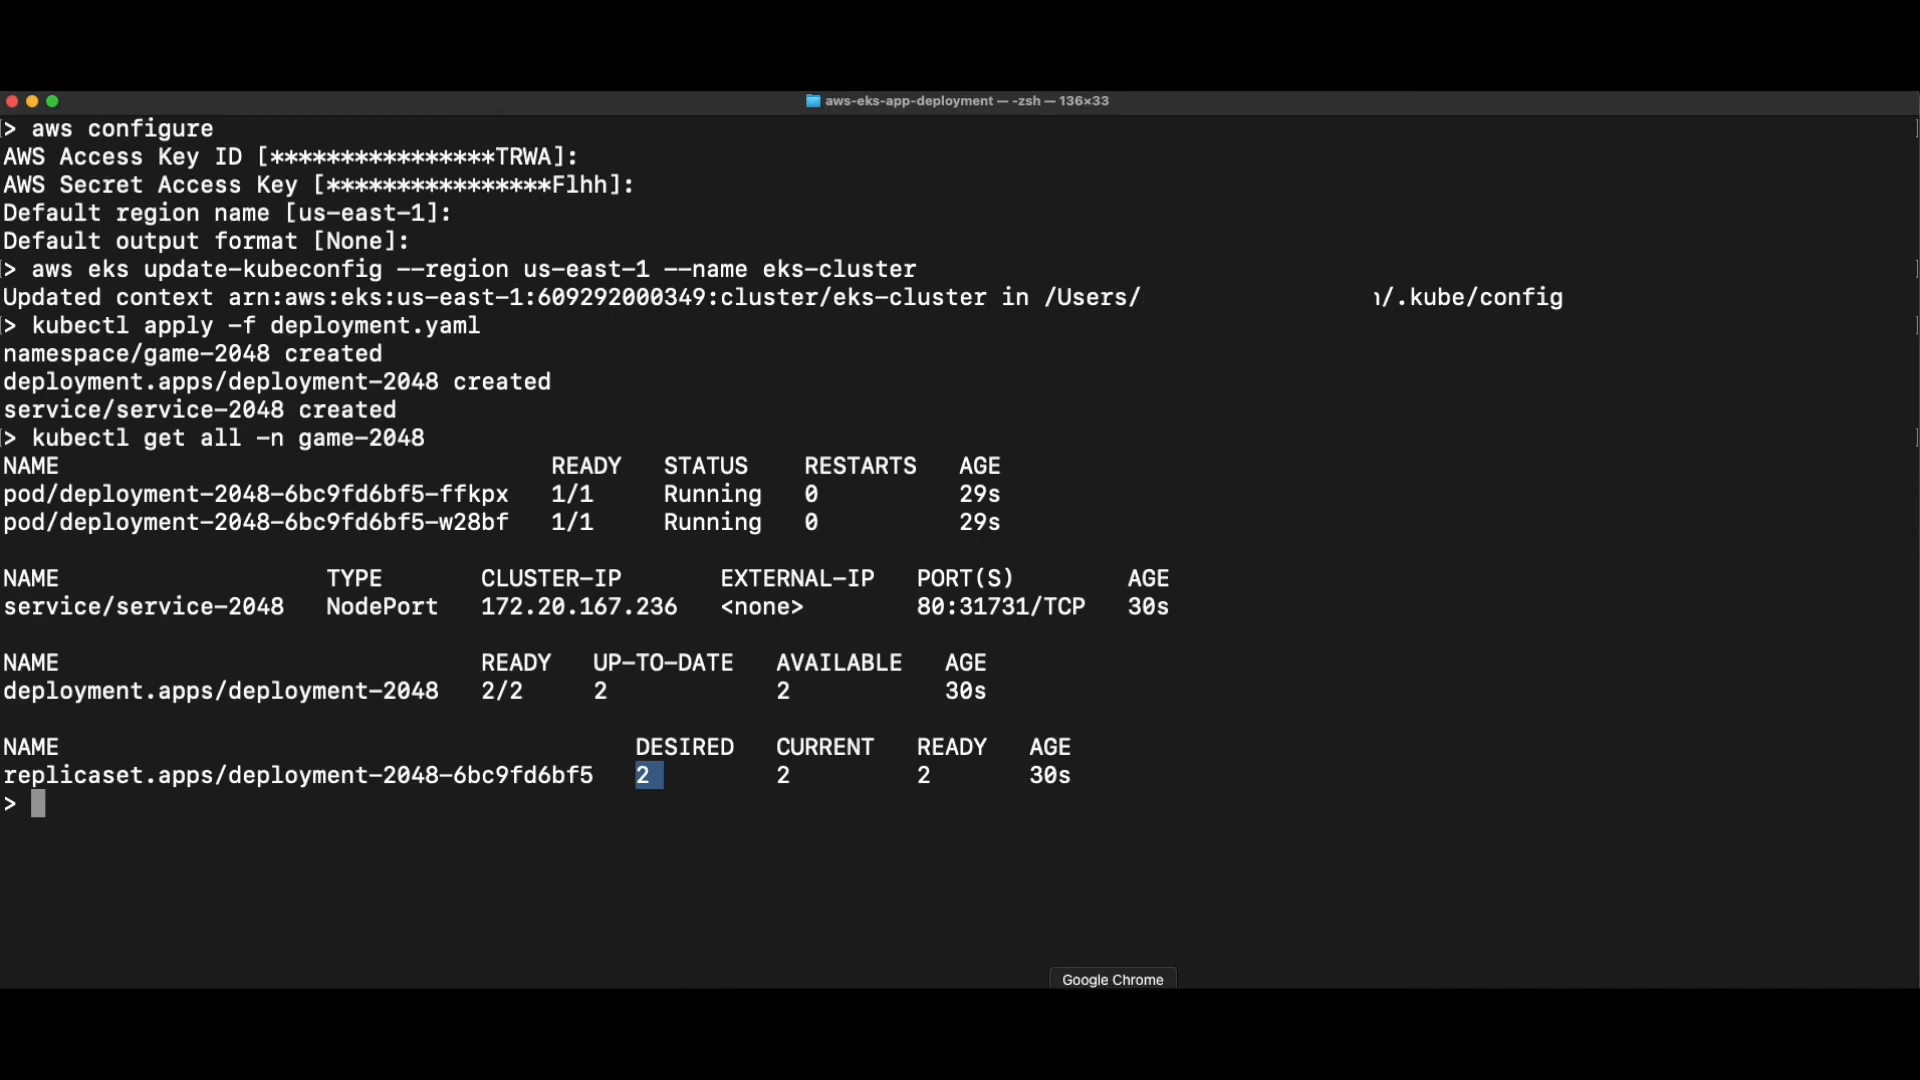 aws-eks-app-deployment — -zsh — 136×33
> aws configure
AWS Access Key ID [****************TRWA]:
AWS Secret Access Key [****************Flhh]:
Default region name [us-east-1]:
Default output format [None]:
> aws eks update-kubeconfig --region us-east-1 --name eks-cluster
Updated context arn:aws:eks:us-east-1:609292000349:cluster/eks-cluster in /Users/ /.kube/config
> kubectl apply -f deployment.yaml
namespace/game-2048 created
deployment.apps/deployment-2048 created
service/service-2048 created
> kubectl get all -n game-2048
NAME READY STATUS RESTARTS AGE
pod/deployment-2048-6bc9fd6bf5-ffkpx 1/1 Running 0 29s
pod/deployment-2048-6bc9fd6bf5-w28bf 1/1 Running 0 29s
NAME TYPE CLUSTER-IP EXTERNAL-IP PORT(S) AGE
service/service-2048 NodePort 172.20.167.236 <none> 80:31731/TCP 30s
NAME READY UP-TO-DATE AVAILABLE AGE
deployment.apps/deployment-2048 2/2 2 2 30s
NAME DESIRED CURRENT READY AGE
replicaset.apps/deployment-2048-6bc9fd6bf5 2 2 2 30s
>
Google Chrome